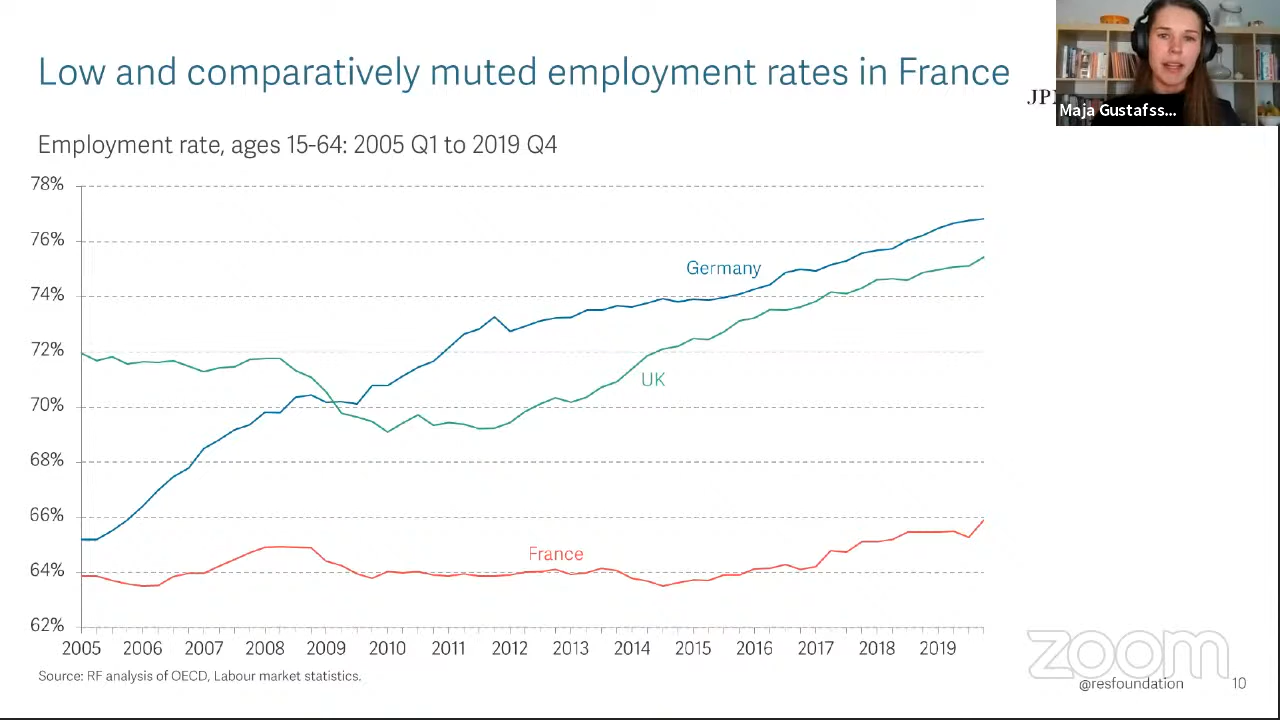 Low and comparatively muted employment rates in France
JP
Maja Gustafss...
Employment rate, ages 15-64: 2005 Q1 to 2019 Q4
78%
76%
Germany
74%
72%
UK
70%
68%
66%
France
64%
62%
2005 2006 2007 2008 2009 2010 2011 2012 2013 2014 2015 2016 2017 2018 2019
zoom
Source: RF analysis of OECD, Labour market statistics.
@resfoundation 10